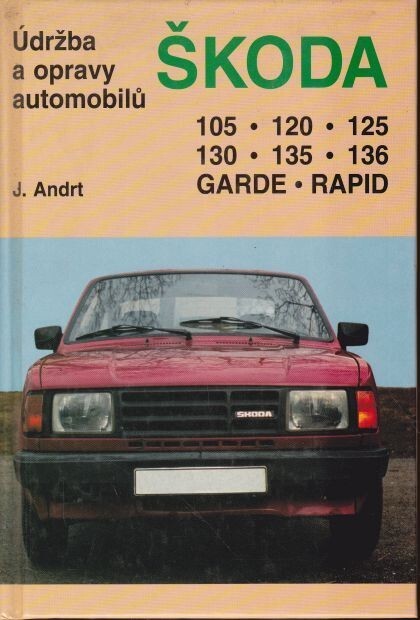 Údržba
a opravy
automobilů
ŠKODA
105 • 120 • 125
130 • 135 • 136
GARDE • RAPID
J. Andrt
ŠKODA